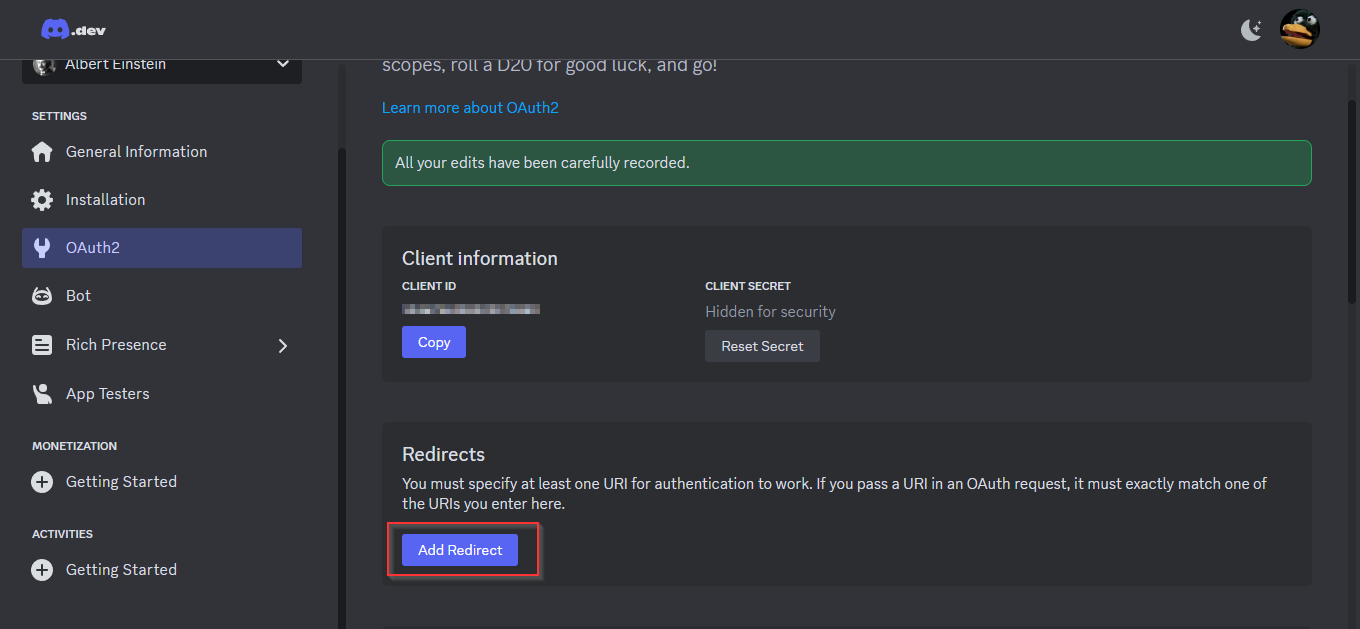 .dev
Albert Einstein
SETTINGS
General Information
Installation
OAuth2
Bot
Rich Presence
App Testers
MONETIZATION
Getting Started
ACTIVITIES
Getting Started
scopes, roll a D20 for good luck, and go!
Learn more about OAuth2
All your edits have been carefully recorded.
Client information
CLIENT ID
Copy
CLIENT SECRET
Hidden for security
Reset Secret
Redirects
You must specify at least one URI for authentication to work. If you pass a URI in an OAuth request, it must exactly match one of
the URIs you enter here.
Add Redirect